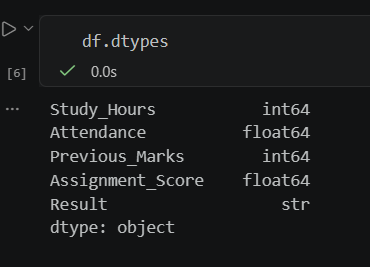 df.dtypes
[6]
0.0s
...
Study_Hours int64
Attendance float64
Previous_Marks int64
Assignment_Score float64
Result str
dtype: object